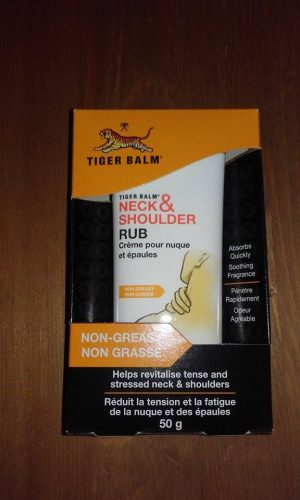 TIGER BALM®
TIGER BALM®
NECK &
SHOULDER
RUB
Crème pour nuque
et épaules
NON-GREASY
NON GRASSE
Absorbs
Quickly
Soothing
Fragrance
Pénètre
Rapidement
Odeur
Agréable
NON-GREASY
NON GRASSE
Helps revitalise tense and
stressed neck & shoulders
Réduit la tension et la fatigue
de la nuque et des épaules
50 g